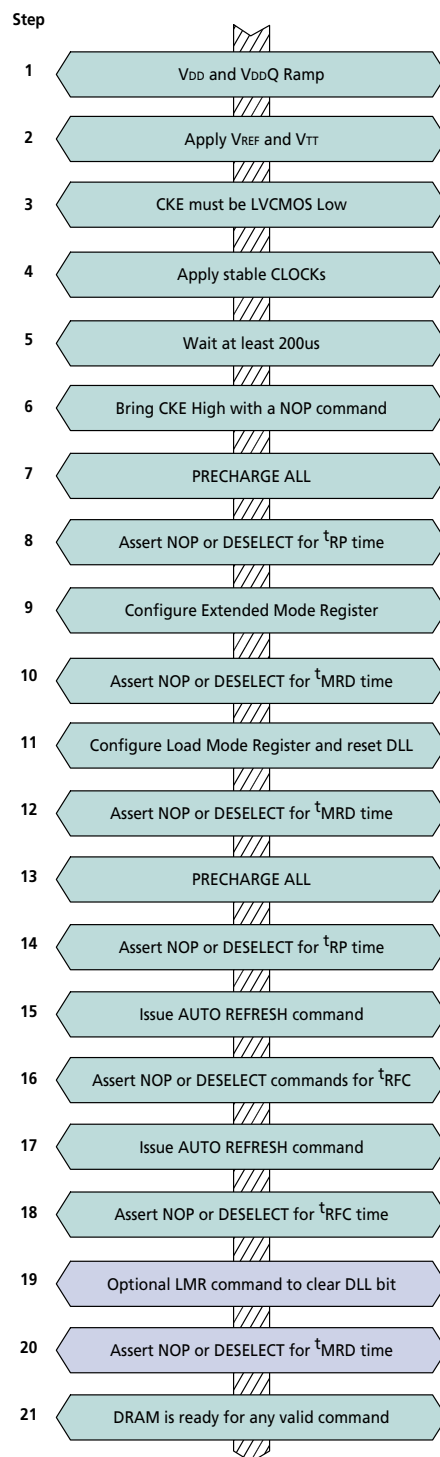 Step
1 VDD and VDDQ Ramp
2 Apply VREF and VTT
3 CKE must be LVCMOS Low
4 Apply stable CLOCKs
5 Wait at least 200us
6 Bring CKE High with a NOP command
7 PRECHARGE ALL
8 Assert NOP or DESELECT for tRP time
9 Configure Extended Mode Register
10 Assert NOP or DESELECT for tMRD time
11 Configure Load Mode Register and reset DLL
12 Assert NOP or DESELECT for tMRD time
13 PRECHARGE ALL
14 Assert NOP or DESELECT for tRP time
15 Issue AUTO REFRESH command
16 Assert NOP or DESELECT commands for tRFC
17 Issue AUTO REFRESH command
18 Assert NOP or DESELECT for tRFC time
19 Optional LMR command to clear DLL bit
20 Assert NOP or DESELECT for tMRD time
21 DRAM is ready for any valid command